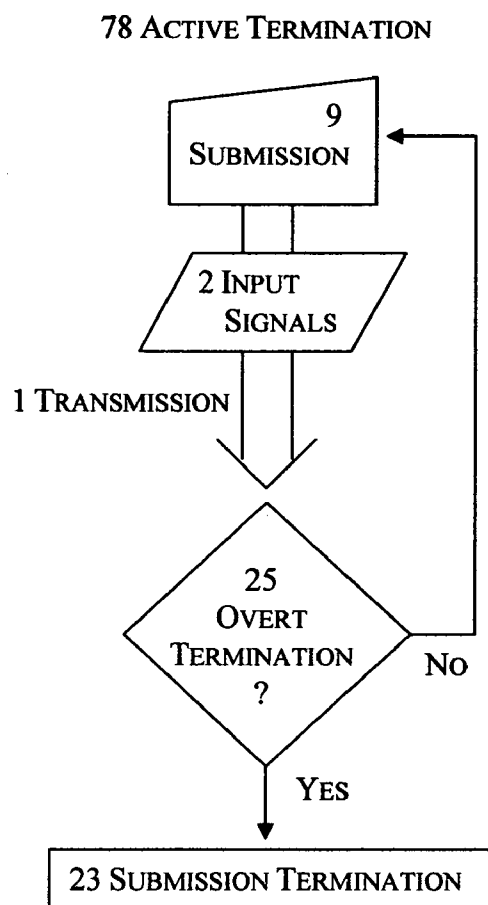 78 ACTIVE TERMINATION
9
SUBMISSION
2 INPUT
SIGNALS
1 TRANSMISSION
25
OVERT
TERMINATION
?
NO
YES
23 SUBMISSION TERMINATION